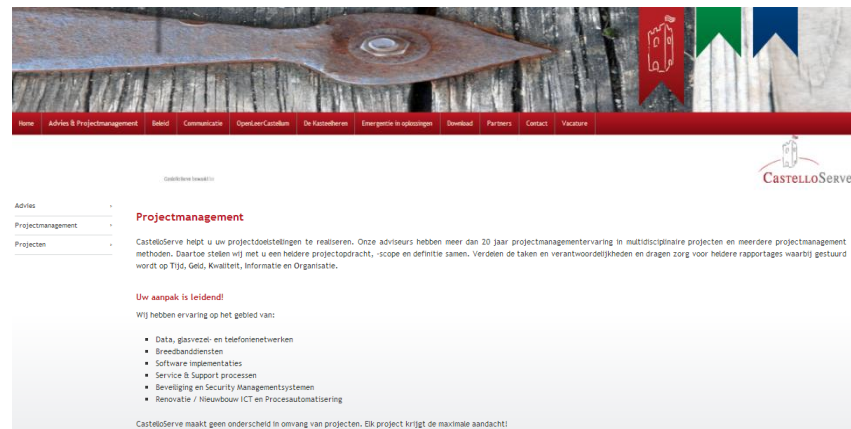 Home Advies & Projectmanagement Beleid Communicatie OpenLeerCastellum De Kasteelheren Emergentie in oplossingen Download Partners Contact Vacature
CastelloServe
CastelloServe bewaakt
Advies
Projectmanagement
Projecten
Projectmanagement
CastelloServe helpt u uw projectdoelstellingen te realiseren. Onze adviseurs hebben meer dan 20 jaar projectmanagementervaring in multidisciplinaire projecten en meerdere projectmanagement
methoden. Daartoe stellen wij met u een heldere projectopdracht, -scope en definitie samen. Verdelen de taken en verantwoordelijkheden en dragen zorg voor heldere rapportages waarbij gestuurd
wordt op Tijd, Geld, Kwaliteit, Informatie en Organisatie.
Uw aanpak is leidend!
Wij hebben ervaring op het gebied van:
Data, glasvezel- en telefonienetwerken
Breedbanddiensten
Software implementaties
Service & Support processen
Beveiliging en Security Managementsystemen
Renovatie / Nieuwbouw ICT en Procesautomatisering
CastelloServe maakt geen onderscheid in omvang van projecten. Elk project krijgt de maximale aandacht!